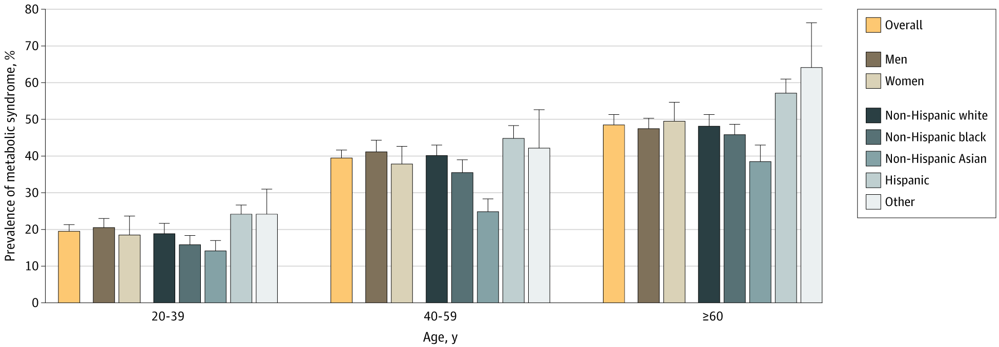 Prevalence of metabolic syndrome, %
80
70
60
50
40
30
20
10
0
20-39
40-59
≥60
Age, y
Overall
Men
Women
Non-Hispanic white
Non-Hispanic black
Non-Hispanic Asian
Hispanic
Other